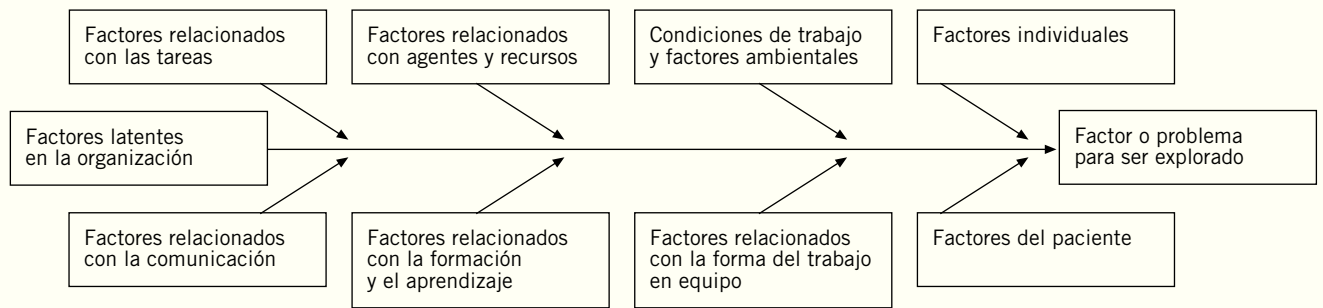 Factores relacionados
con las tareas
Factores relacionados
con agentes y recursos
Condiciones de trabajo
y factores ambientales
Factores individuales
Factores latentes
en la organización
Factor o problema
para ser explorado
Factores relacionados
con la comunicación
Factores relacionados
con la formación
y el aprendizaje
Factores relacionados
con la forma del trabajo
en equipo
Factores del paciente